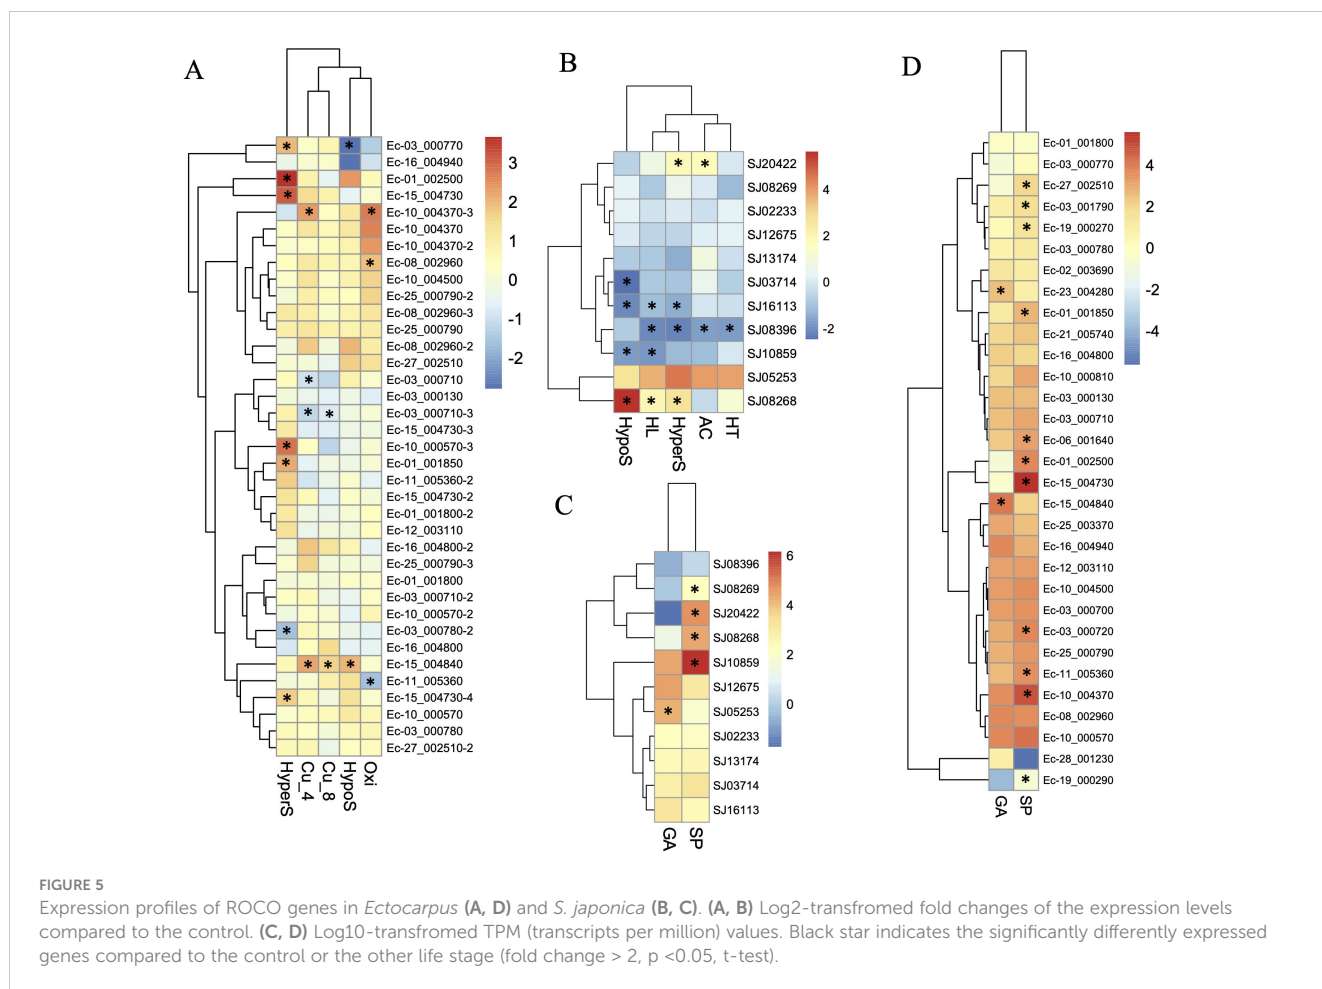 A
Ec-03_000770
Ec-16_004940
Ec-01_002500
Ec-15_004730
Ec-10_004370-3
Ec-10_004370
Ec-10_004370-2
Ec-08_002960
Ec-10_004500
Ec-25_000790-2
Ec-08_002960-3
Ec-25_000790
Ec-08_002960-2
Ec-27_002510
Ec-03_000710
Ec-03_000130
Ec-03_000710-3
Ec-15_004730-3
Ec-10_000570-3
Ec-01_001850
Ec-11_005360-2
Ec-15_004730-2
Ec-01_001800-2
Ec-12_003110
Ec-16_004800-2
Ec-25_000790-3
Ec-01_001800
Ec-03_000710-2
Ec-10_000570-2
Ec-03_000780-2
Ec-16_004800
Ec-15_004840
Ec-11_005360
Ec-15_004730-4
Ec-10_000570
Ec-03_000780
Ec-27_002510-2
HyperS
Cu_4
Cu_8
HypoS
Oxi
3
2
1
0
-1
-2
B
SJ20422
SJ08269
SJ02233
SJ12675
SJ13174
SJ03714
SJ16113
SJ08396
SJ10859
SJ05253
SJ08268
HypoS
HL
HyperS
AC
HT
4
2
0
-2
C
SJ08396
SJ08269
SJ20422
SJ08268
SJ10859
SJ12675
SJ05253
SJ02233
SJ13174
SJ03714
SJ16113
GA
SP
6
4
2
0
D
Ec-01_001800
Ec-03_000770
Ec-27_002510
Ec-03_001790
Ec-19_000270
Ec-03_000780
Ec-02_003690
Ec-23_004280
Ec-01_001850
Ec-21_005740
Ec-16_004800
Ec-10_000810
Ec-03_000130
Ec-03_000710
Ec-06_001640
Ec-01_002500
Ec-15_004730
Ec-15_004840
Ec-25_003370
Ec-16_004940
Ec-12_003110
Ec-10_004500
Ec-03_000700
Ec-03_000720
Ec-25_000790
Ec-11_005360
Ec-10_004370
Ec-08_002960
Ec-10_000570
Ec-28_001230
Ec-19_000290
GA
SP
4
2
0
-2
-4
FIGURE 5
Expression profiles of ROCO genes in Ectocarpus (A, D) and S. japonica (B, C). (A, B) Log2-transfromed fold changes of the expression levels
compared to the control. (C, D) Log10-transfromed TPM (transcripts per million) values. Black star indicates the significantly differently expressed
genes compared to the control or the other life stage (fold change > 2, p <0.05, t-test).